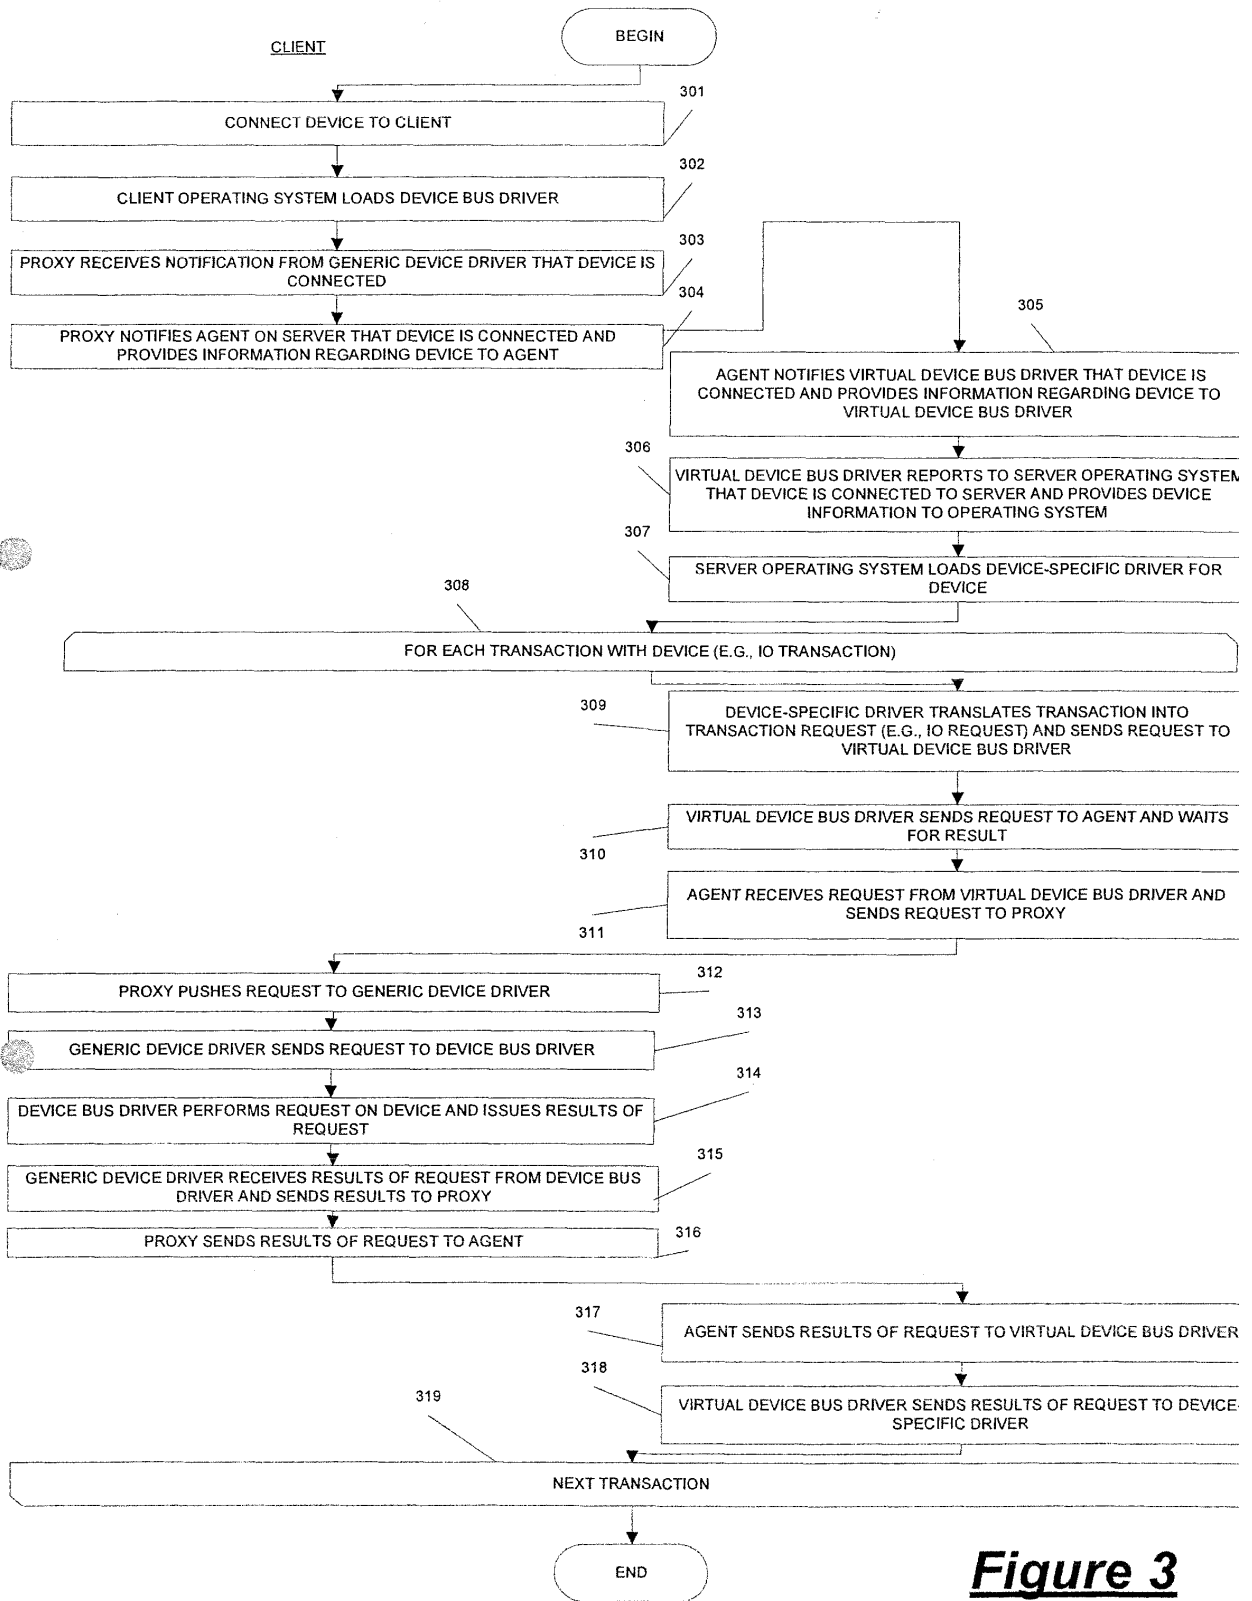 CLIENT
BEGIN
301
CONNECT DEVICE TO CLIENT
302
CLIENT OPERATING SYSTEM LOADS DEVICE BUS DRIVER
303
PROXY RECEIVES NOTIFICATION FROM GENERIC DEVICE DRIVER THAT DEVICE IS
CONNECTED
304
PROXY NOTIFIES AGENT ON SERVER THAT DEVICE IS CONNECTED AND
PROVIDES INFORMATION REGARDING DEVICE TO AGENT
305
AGENT NOTIFIES VIRTUAL DEVICE BUS DRIVER THAT DEVICE IS
CONNECTED AND PROVIDES INFORMATION REGARDING DEVICE TO
VIRTUAL DEVICE BUS DRIVER
306
VIRTUAL DEVICE BUS DRIVER REPORTS TO SERVER OPERATING SYSTEM
THAT DEVICE IS CONNECTED TO SERVER AND PROVIDES DEVICE
INFORMATION TO OPERATING SYSTEM
307
SERVER OPERATING SYSTEM LOADS DEVICE-SPECIFIC DRIVER FOR
DEVICE
308
FOR EACH TRANSACTION WITH DEVICE (E.G., IO TRANSACTION)
309
DEVICE-SPECIFIC DRIVER TRANSLATES TRANSACTION INTO
TRANSACTION REQUEST (E.G., IO REQUEST) AND SENDS REQUEST TO
VIRTUAL DEVICE BUS DRIVER
310
VIRTUAL DEVICE BUS DRIVER SENDS REQUEST TO AGENT AND WAITS
FOR RESULT
311
AGENT RECEIVES REQUEST FROM VIRTUAL DEVICE BUS DRIVER AND
SENDS REQUEST TO PROXY
312
PROXY PUSHES REQUEST TO GENERIC DEVICE DRIVER
313
GENERIC DEVICE DRIVER SENDS REQUEST TO DEVICE BUS DRIVER
314
DEVICE BUS DRIVER PERFORMS REQUEST ON DEVICE AND ISSUES RESULTS OF
REQUEST
315
GENERIC DEVICE DRIVER RECEIVES RESULTS OF REQUEST FROM DEVICE BUS
DRIVER AND SENDS RESULTS TO PROXY
316
PROXY SENDS RESULTS OF REQUEST TO AGENT
317
AGENT SENDS RESULTS OF REQUEST TO VIRTUAL DEVICE BUS DRIVER
318
VIRTUAL DEVICE BUS DRIVER SENDS RESULTS OF REQUEST TO DEVICE-
SPECIFIC DRIVER
319
NEXT TRANSACTION
END
Figure 3